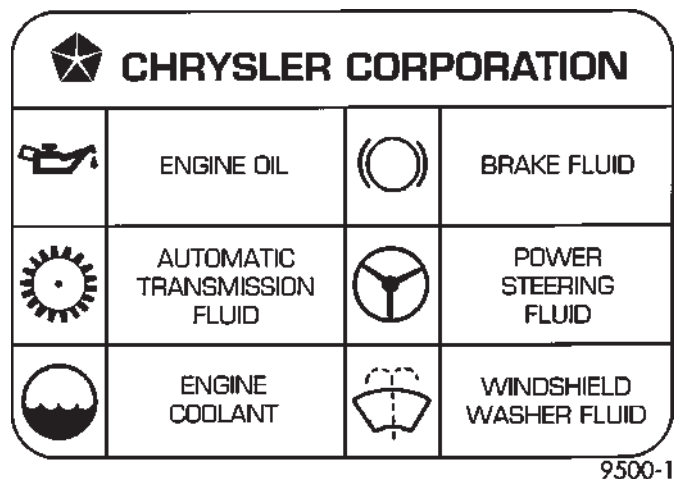 CHRYSLER CORPORATION
ENGINE OIL
BRAKE FLUID
AUTOMATIC
TRANSMISSION
FLUID
POWER
STEERING
FLUID
ENGINE
COOLANT
WINDSHIELD
WASHER FLUID
9500-1